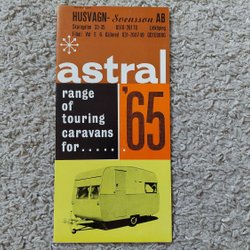 HUSVAGN-Svensson AB
astral
range
of
touring
caravans
for......
'65